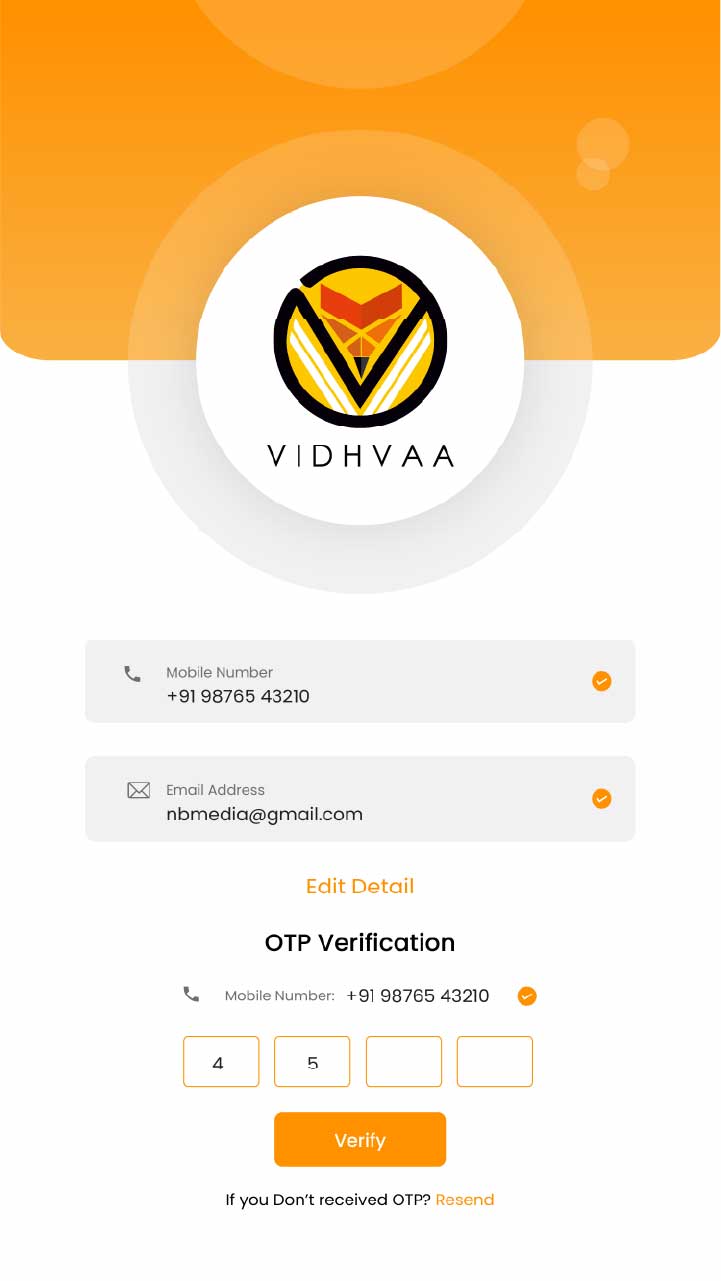 VIDHVAA
Mobile Number
+91 98765 43210
Email Address
nbmedia@gmail.com
Edit Detail
OTP Verification
Mobile Number: +91 98765 43210
4 5
Verify
If you Don't received OTP? Resend